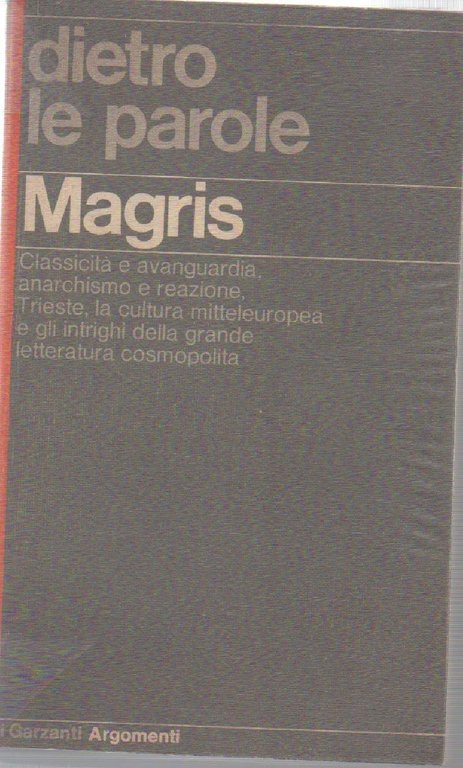 dietro
le parole
Magris
Classicità e avanguardia,
anarchismo e reazione,
Trieste, la cultura mitteleuropea
e gli intrighi della grande
letteratura cosmopolita
i Garzanti Argomenti